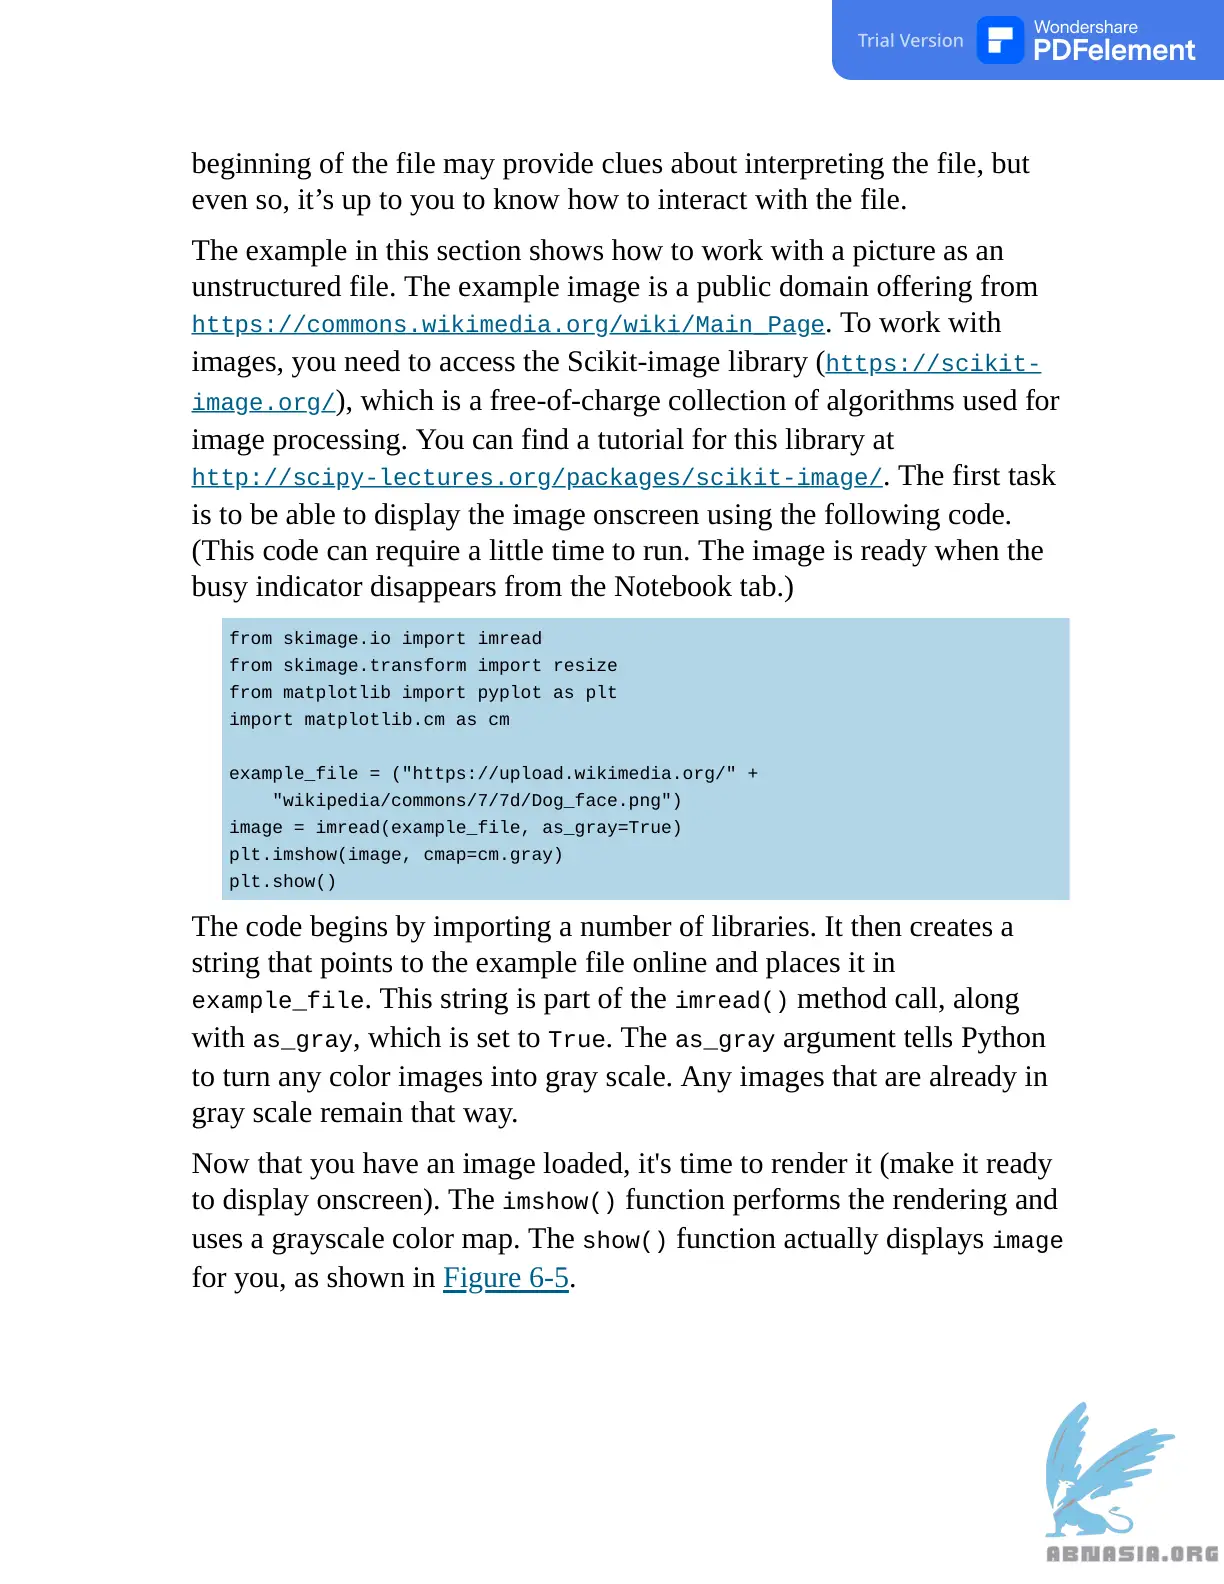 Trial Version
Wondershare
PDFelement
beginning of the file may provide clues about interpreting the file, but
even so, it’s up to you to know how to interact with the file.
The example in this section shows how to work with a picture as an
unstructured file. The example image is a public domain offering from
https://commons.wikimedia.org/wiki/Main_Page. To work with
images, you need to access the Scikit-image library (https://scikit-
image.org/), which is a free-of-charge collection of algorithms used for
image processing. You can find a tutorial for this library at
http://scipy-lectures.org/packages/scikit-image/. The first task
is to be able to display the image onscreen using the following code.
(This code can require a little time to run. The image is ready when the
busy indicator disappears from the Notebook tab.)
from skimage.io import imread
from skimage.transform import resize
from matplotlib import pyplot as plt
import matplotlib.cm as cm
example_file = ("https://upload.wikimedia.org/" +
    "wikipedia/commons/7/7d/Dog_face.png")
image = imread(example_file, as_gray=True)
plt.imshow(image, cmap=cm.gray)
plt.show()
The code begins by importing a number of libraries. It then creates a
string that points to the example file online and places it in
example_file. This string is part of the imread() method call, along
with as_gray, which is set to True. The as_gray argument tells Python
to turn any color images into gray scale. Any images that are already in
gray scale remain that way.
Now that you have an image loaded, it's time to render it (make it ready
to display onscreen). The imshow() function performs the rendering and
uses a grayscale color map. The show() function actually displays image
for you, as shown in Figure 6-5.
ABNASIA.ORG